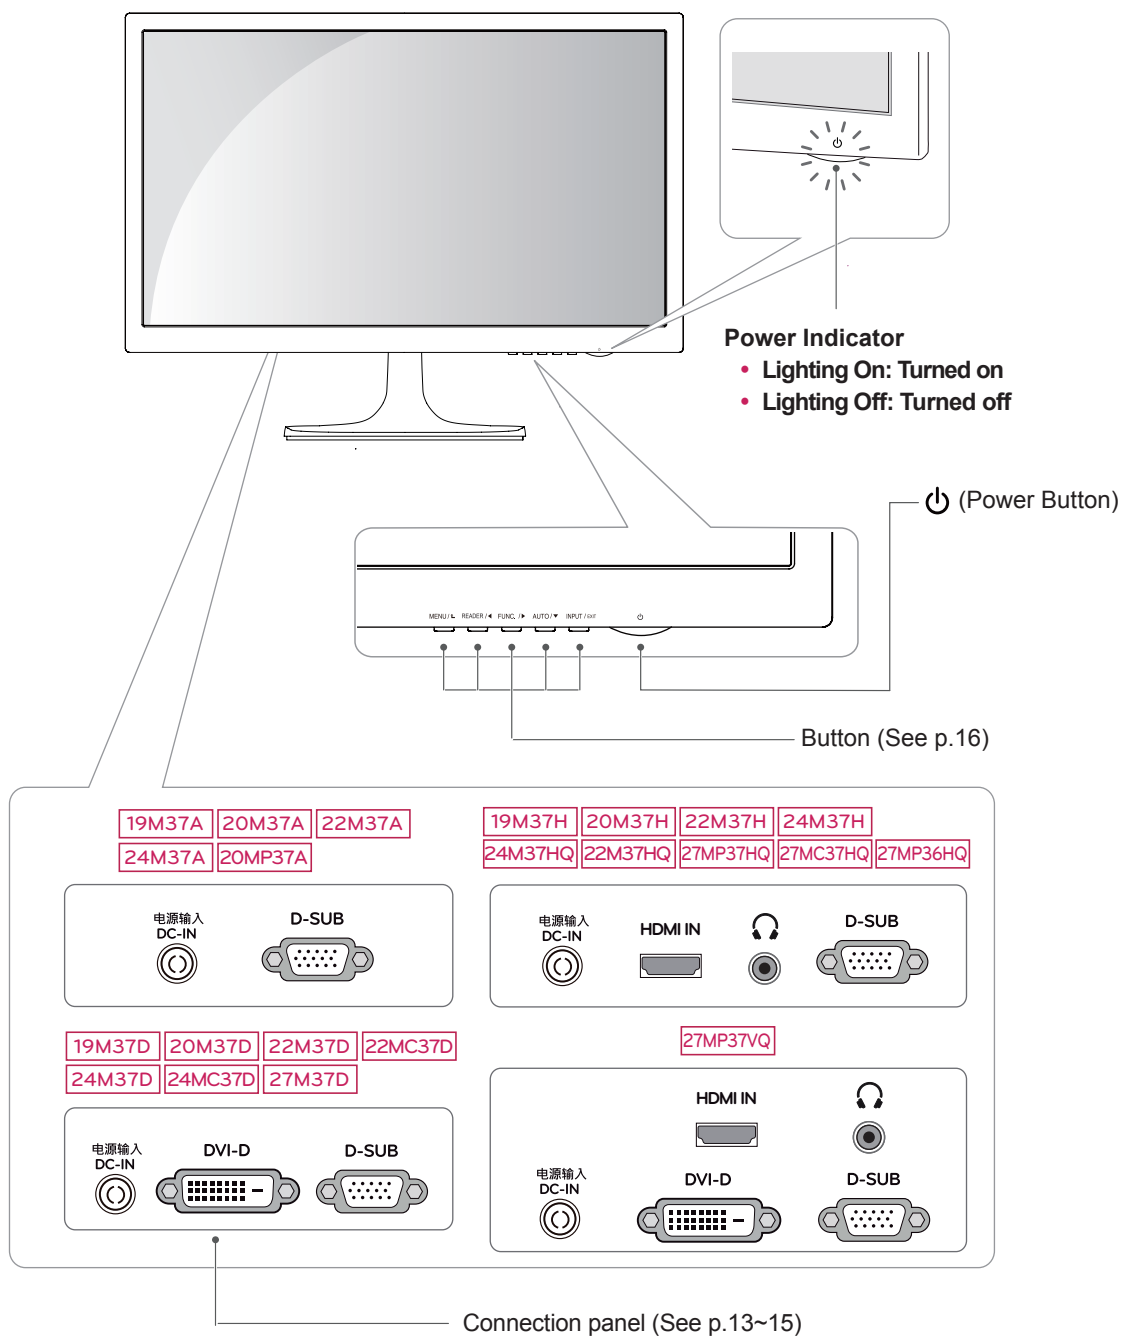 Power Indicator
• Lighting On: Turned on
• Lighting Off: Turned off
(Power Button)
MENU / READER /◀ FUNC. /▶ AUTO /▼ INPUT / EXIT
Button (See p.16)
19M37A 20M37A 22M37A
24M37A 20MP37A
电源输入
DC-IN
D-SUB
19M37H 20M37H 22M37H 24M37H
24M37HQ 22M37HQ 27MP37HQ 27MC37HQ 27MP36HQ
电源输入
DC-IN
HDMI IN
D-SUB
19M37D 20M37D 22M37D 22MC37D
24M37D 24MC37D 27M37D
电源输入
DC-IN
DVI-D
D-SUB
27MP37VQ
HDMI IN
电源输入
DC-IN
DVI-D
D-SUB
Connection panel (See p.13~15)